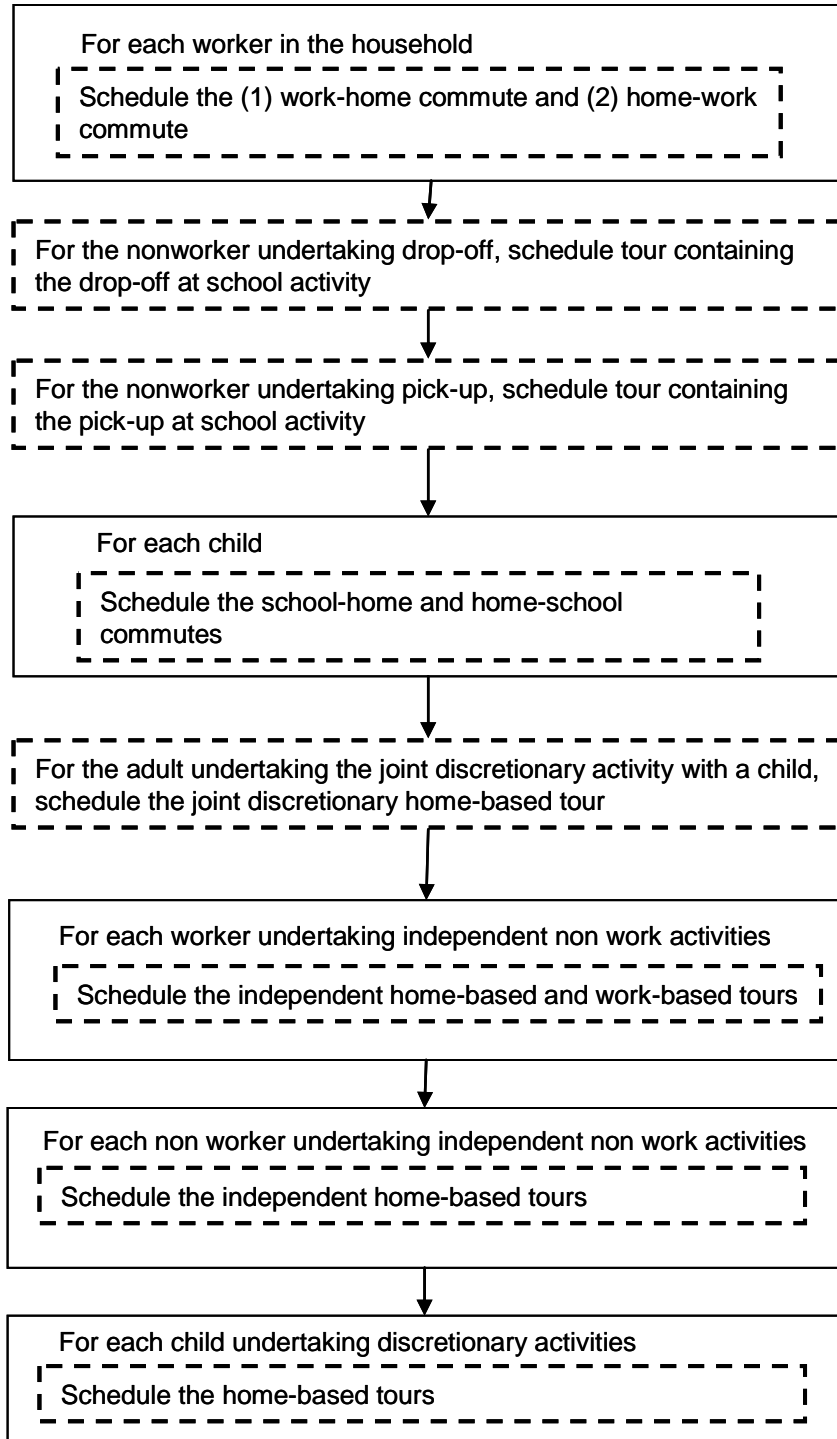 For each worker in the household
Schedule the (1) work-home commute and (2) home-work
commute
For the nonworker undertaking drop-off, schedule tour containing
the drop-off at school activity
For the nonworker undertaking pick-up, schedule tour containing
the pick-up at school activity
For each child
Schedule the school-home and home-school
commutes
For the adult undertaking the joint discretionary activity with a child,
schedule the joint discretionary home-based tour
For each worker undertaking independent non work activities
Schedule the independent home-based and work-based tours
For each non worker undertaking independent non work activities
Schedule the independent home-based tours
For each child undertaking discretionary activities
Schedule the home-based tours